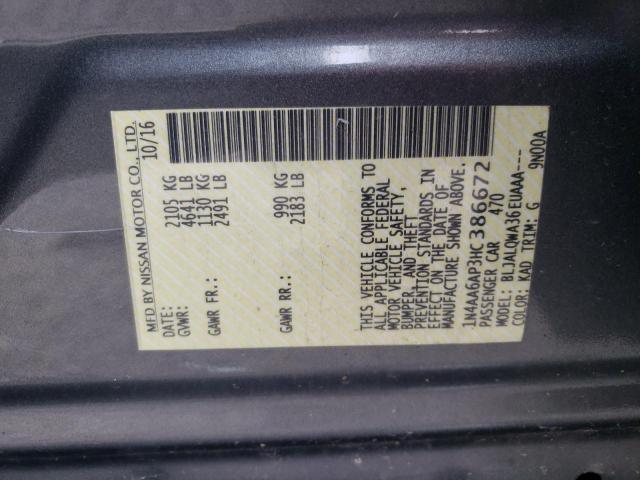 MFD BY NISSAN MOTOR CO., LTD.
DATE: 10/16
GVWR: 2105 KG
4641 LB
GAWR FR.: 1130 KG
2491 LB
GAWR RR.: 990 KG
2183 LB
THIS VEHICLE CONFORMS TO
ALL APPLICABLE FEDERAL
MOTOR VEHICLE SAFETY,
BUMPER, AND THEFT
PREVENTION STANDARDS IN
EFFECT ON THE DATE OF
MANUFACTURE SHOWN ABOVE.
1N4AA6AP3HC386672
PASSENGER CAR 470
MODEL: BLJALQWA36EUAAA---
COLOR: KAD TRIM: G 9N00A